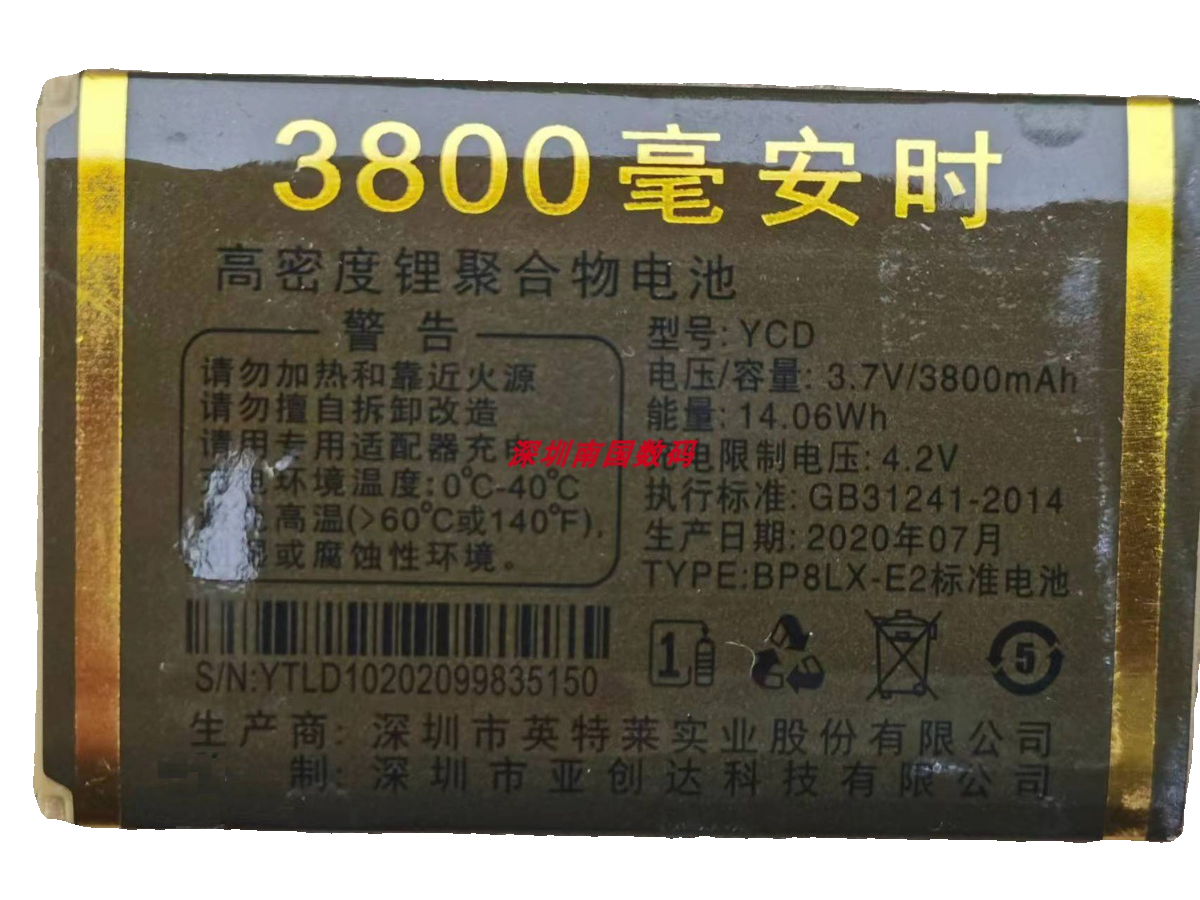 3800毫安时
高密度锂聚合物电池
警告
请勿加热和靠近火源
请勿擅自拆卸改造
请用专用适配器充电
环境温度:0℃-40℃
高温(>60℃或140℉),
或腐蚀性环境。
型号: YCD
电压/容量: 3.7V/3800mAh
能量: 14.06Wh
电限制电压: 4.2V
执行标准: GB31241-2014
生产日期: 2020年07月
TYPE:BP8LX-E2标准电池
深圳南园数码
S/N:YTLD10202099835150
1
5
生产商: 深圳市英特莱实业股份有限公司
制: 深圳市亚创达科技有限公司